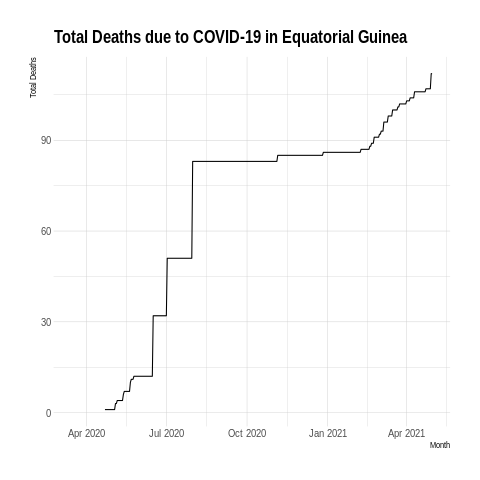 Total Deaths due to COVID-19 in Equatorial Guinea
Total Deaths
90
60
30
0
Apr 2020 Jul 2020 Oct 2020 Jan 2021 Apr 2021
Month